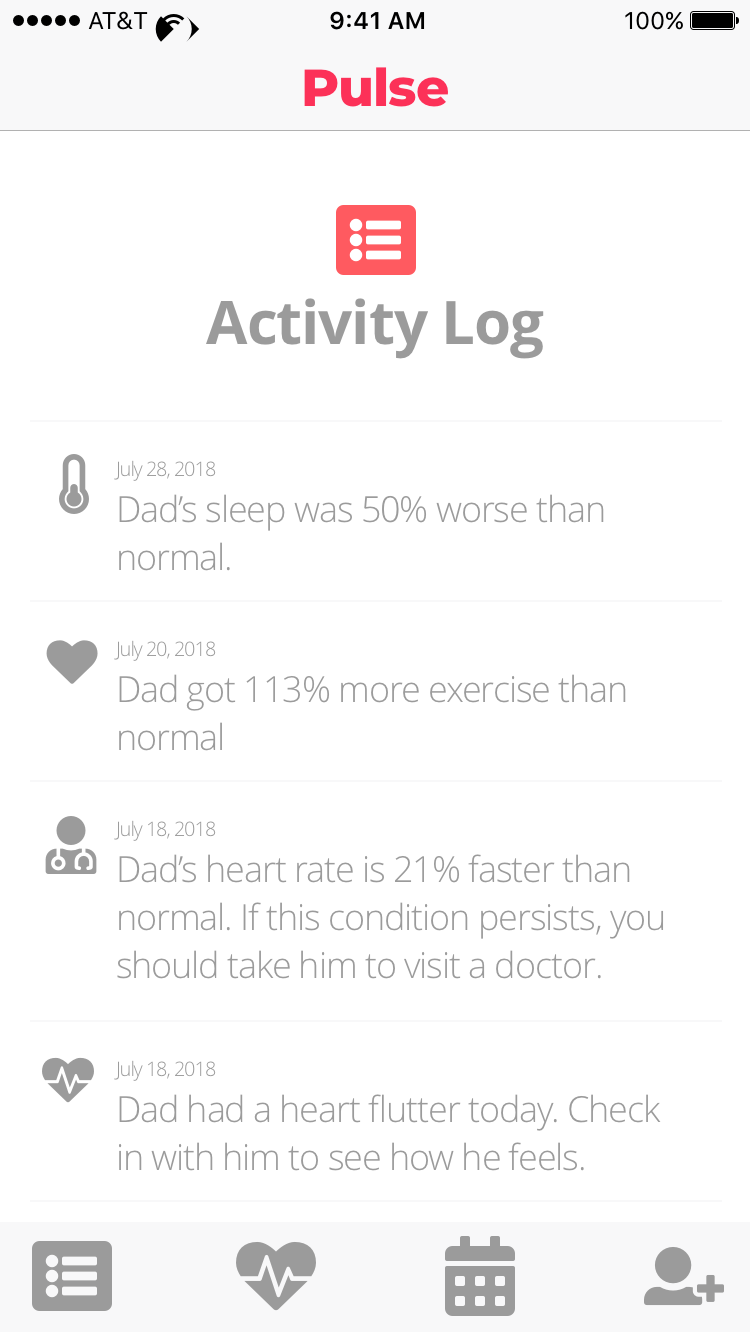 AT&T 9:41 AM 100%
Pulse
Activity Log
July 28, 2018
Dad’s sleep was 50% worse than
normal.
July 20, 2018
Dad got 113% more exercise than
normal
July 18, 2018
Dad’s heart rate is 21% faster than
normal. If this condition persists, you
should take him to visit a doctor.
July 18, 2018
Dad had a heart flutter today. Check
in with him to see how he feels.